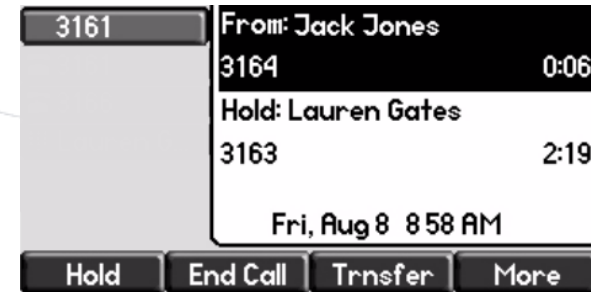 3161
From: Jack Jones
3164 0:06
Hold: Lauren Gates
3163 2:19
Fri, Aug 8 8 58 AM
Hold End Call Trnsfer More